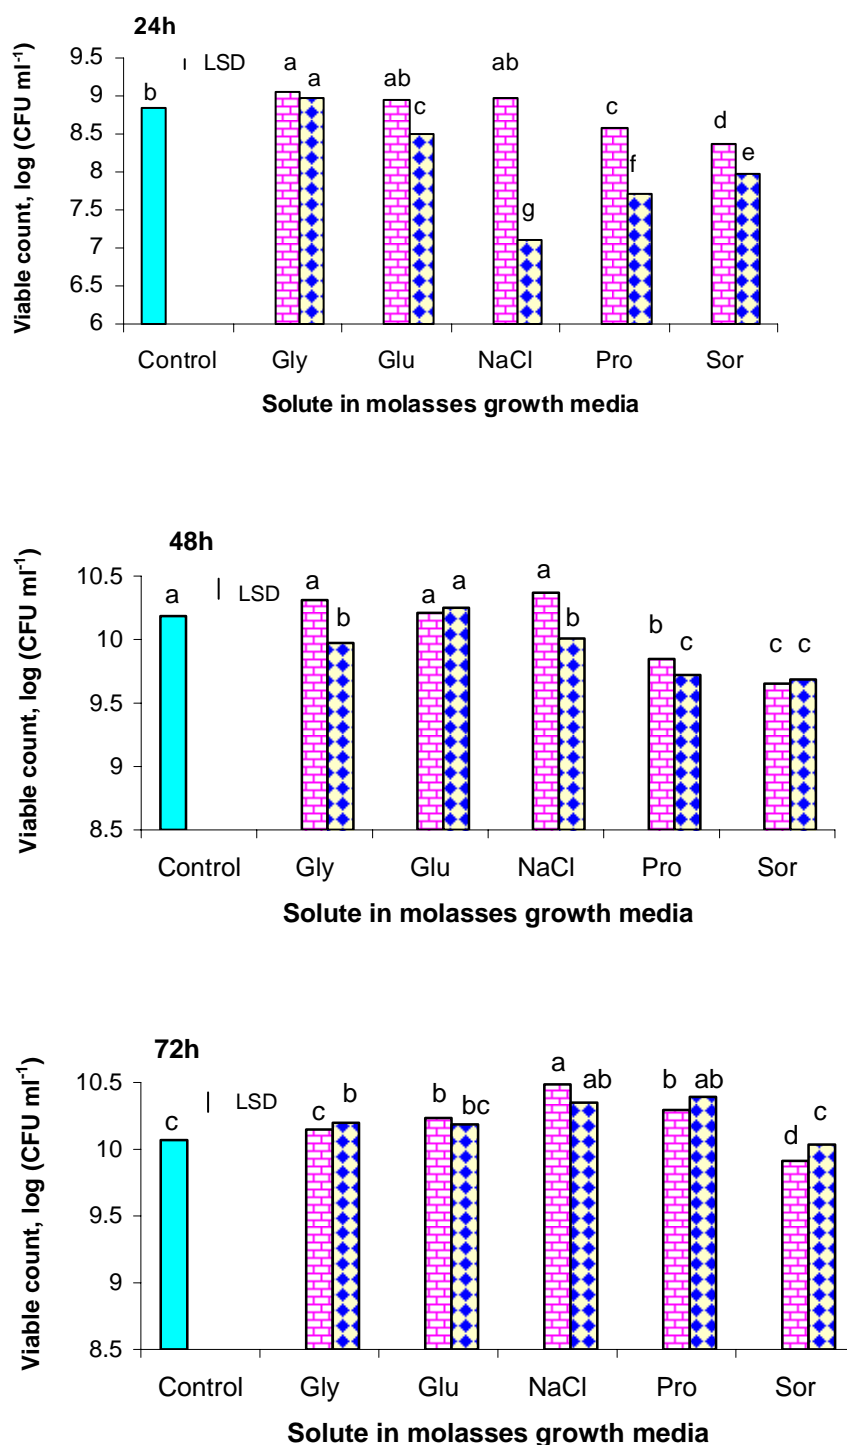 24h
LSD
Viable count, log (CFU ml⁻¹)
9.5
9
8.5
8
7.5
7
6.5
6
b
a
a
ab
c
ab
g
c
f
d
e
Control Gly Glu NaCl Pro Sor
Solute in molasses growth media
48h
LSD
Viable count, log (CFU ml⁻¹)
10.5
10
9.5
9
8.5
a
a
b
a
a
a
b
b
c
c
c
Control Gly Glu NaCl Pro Sor
Solute in molasses growth media
72h
LSD
Viable count, log (CFU ml⁻¹)
10.5
10
9.5
9
8.5
c
c
b
b
bc
a
ab
b
ab
d
c
Control Gly Glu NaCl Pro Sor
Solute in molasses growth media